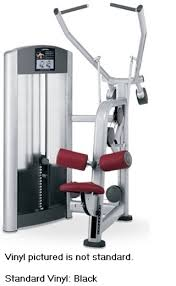 Vinyl pictured is not standard.
Standard Vinyl: Black